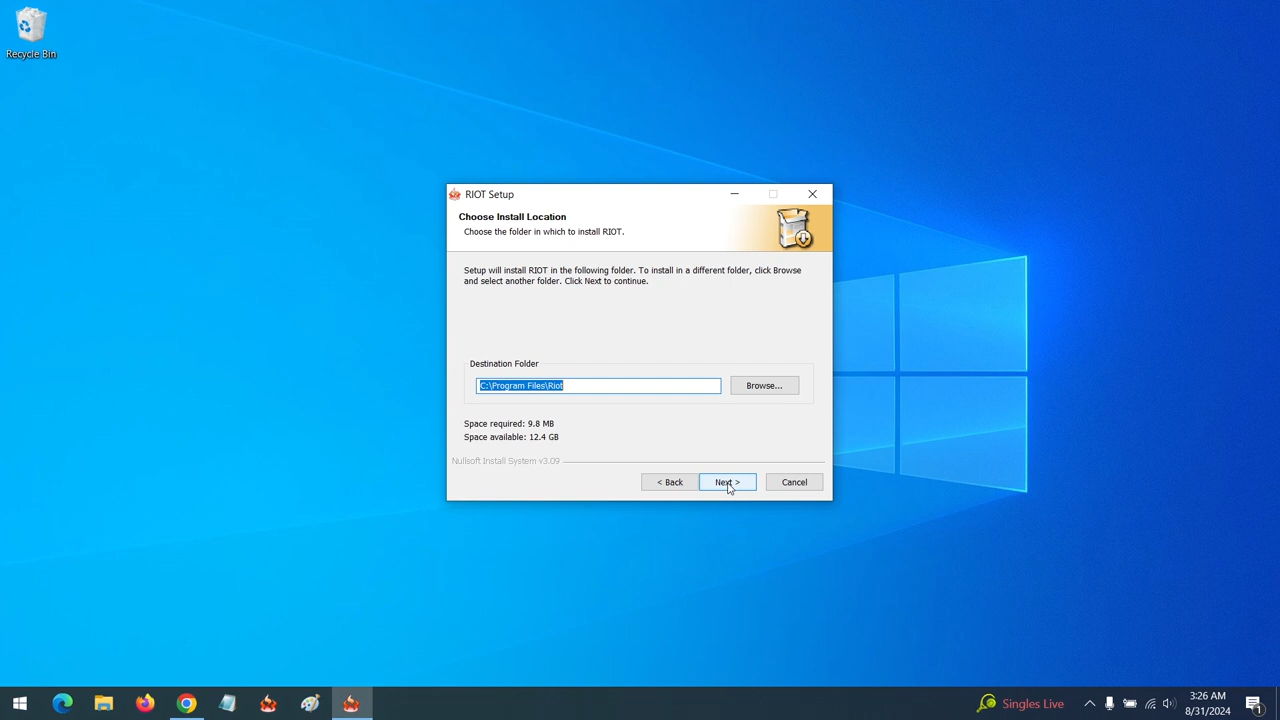 Recycle Bin
RIOT Setup
Choose Install Location
Choose the folder in which to install RIOT.
Setup will install RIOT in the following folder. To install in a different folder, click Browse
and select another folder. Click Next to continue.
Destination Folder
C:\Program Files\Riot
Browse...
Space required: 9.8 MB
Space available: 12.4 GB
Nullsoft Install System v3.09
< Back
Next >
Cancel
Singles Live
3:26 AM
8/31/2024
1